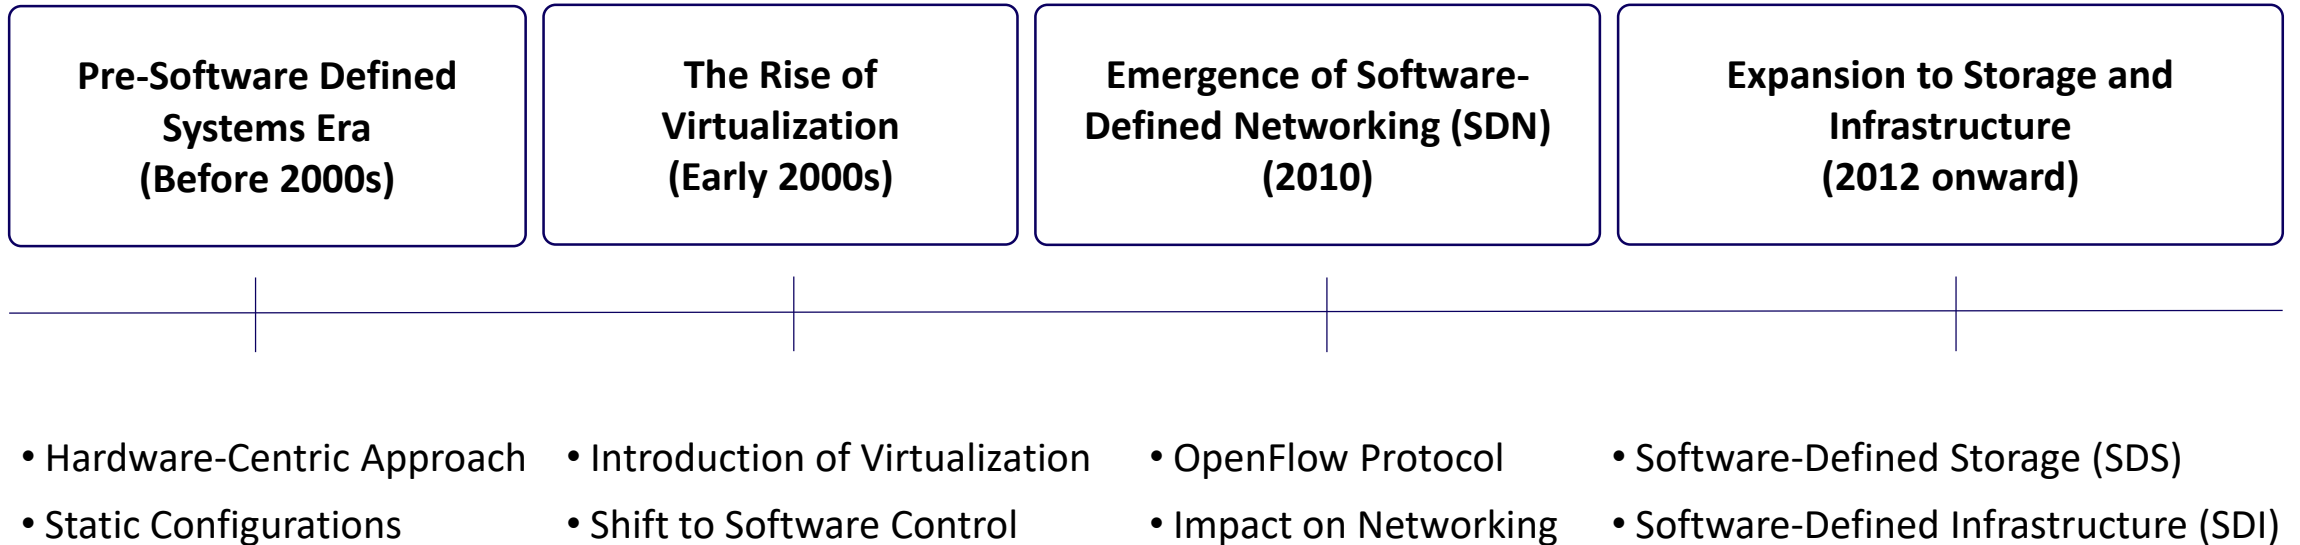 Pre-Software Defined
Systems Era
(Before 2000s)
The Rise of
Virtualization
(Early 2000s)
Emergence of Software-
Defined Networking (SDN)
(2010)
Expansion to Storage and
Infrastructure
(2012 onward)
• Hardware-Centric Approach
• Static Configurations
• Introduction of Virtualization
• Shift to Software Control
• OpenFlow Protocol
• Impact on Networking
• Software-Defined Storage (SDS)
• Software-Defined Infrastructure (SDI)